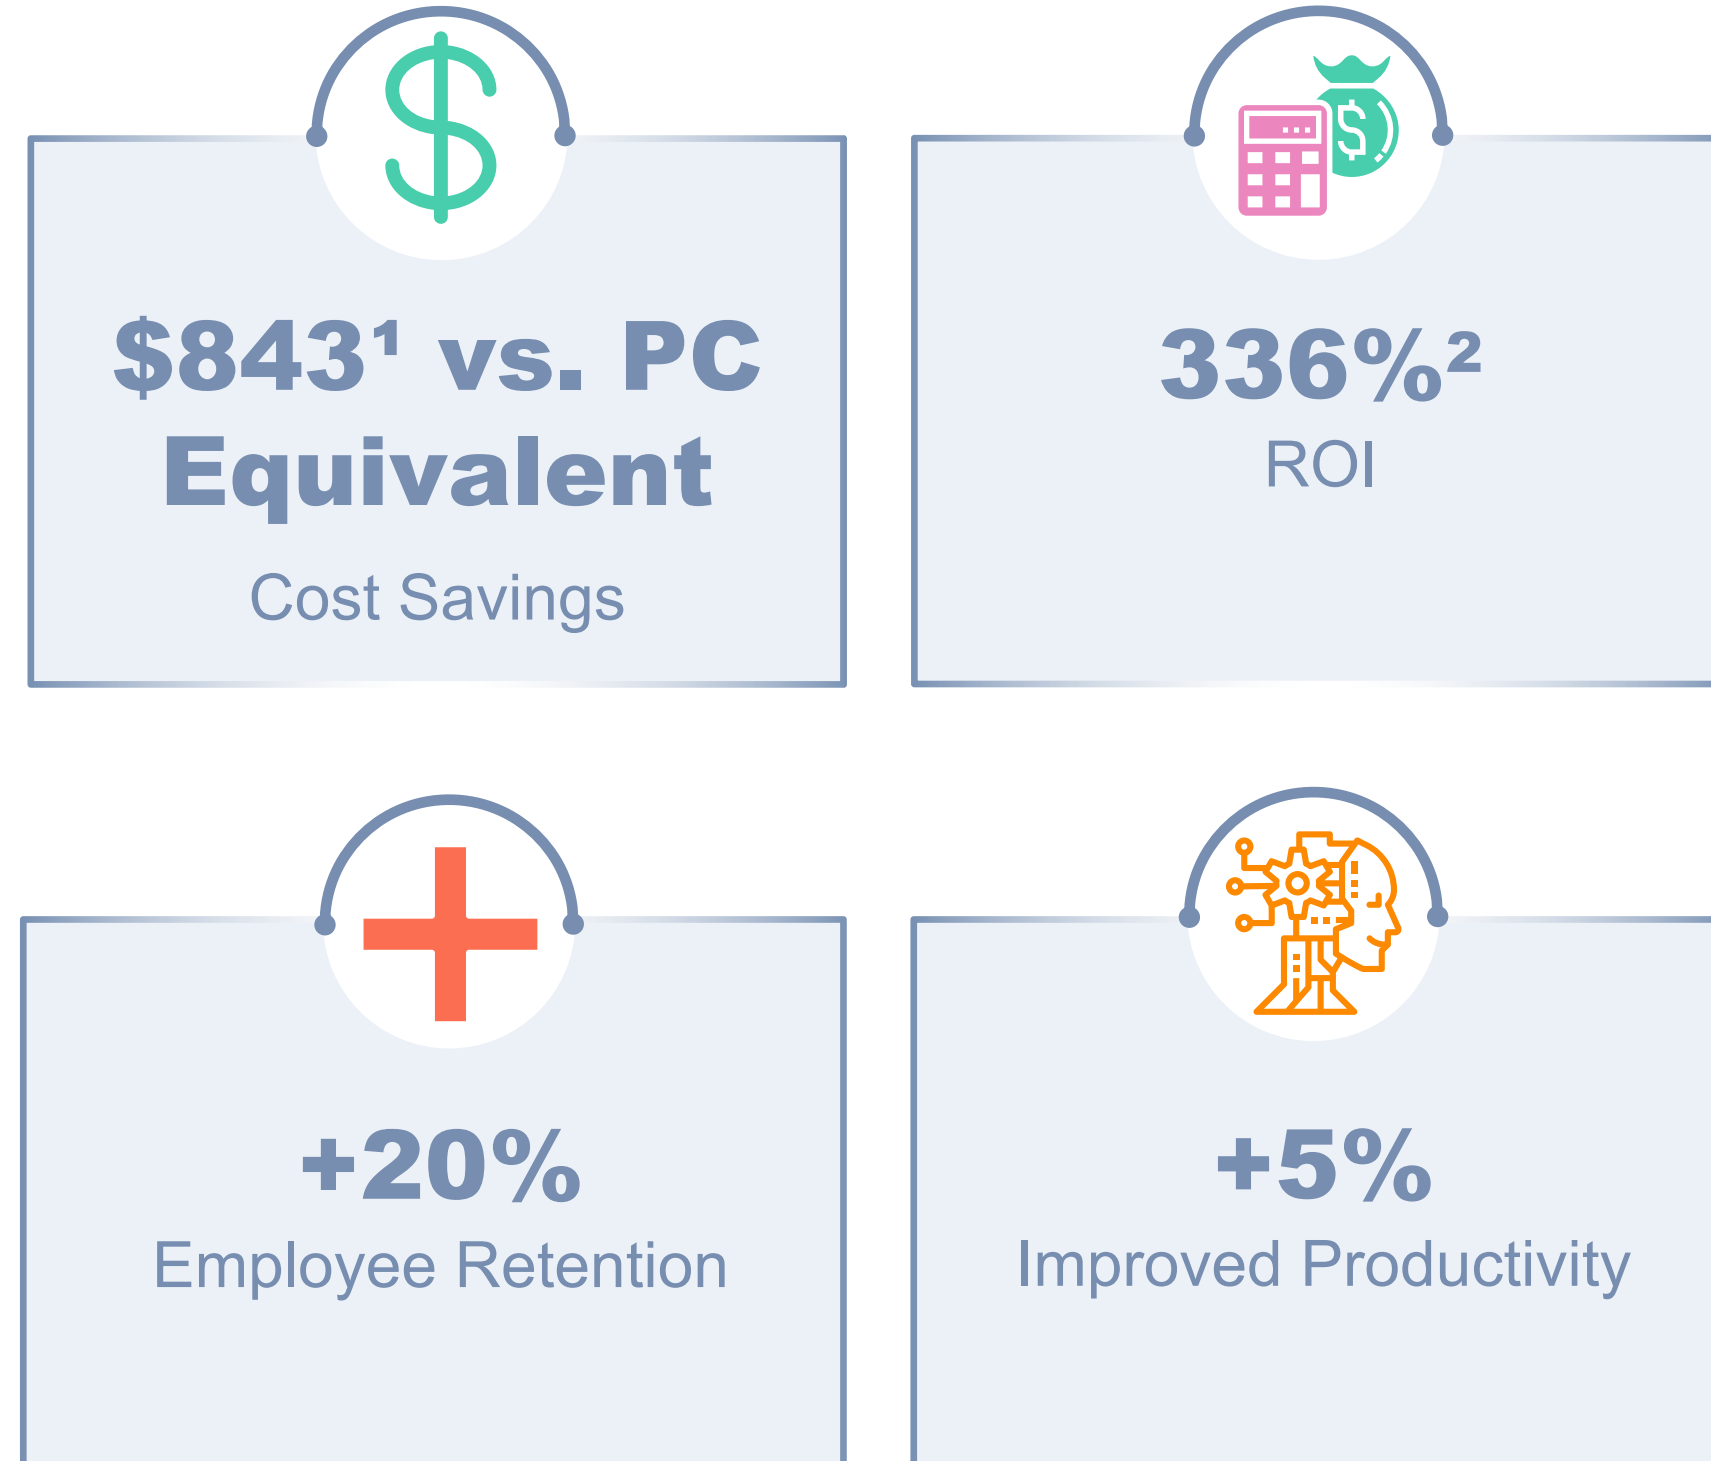 $843¹ vs. PC
Equivalent
Cost Savings
336%²
ROI
+20%
Employee Retention
+5%
Improved Productivity